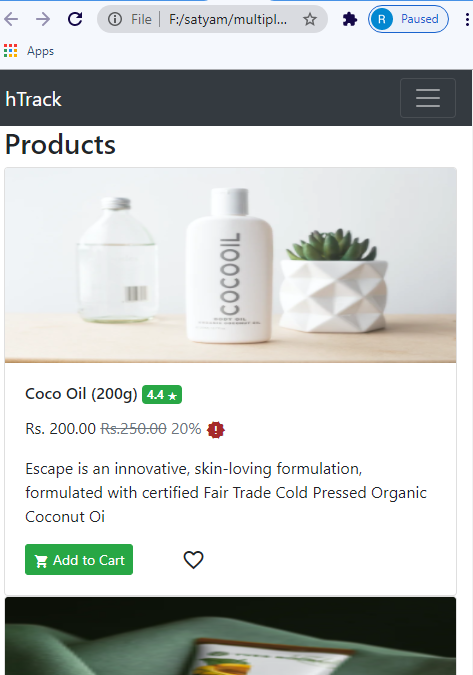 File | F:/satyam/multipl...
R Paused
Apps
hTrack
Products
COCOOIL
BODY OIL
Coco Oil (200g) 4.4 ★
Rs. 200.00 Rs.250.00 20%
Escape is an innovative, skin-loving formulation,
formulated with certified Fair Trade Cold Pressed Organic
Coconut Oi
Add to Cart